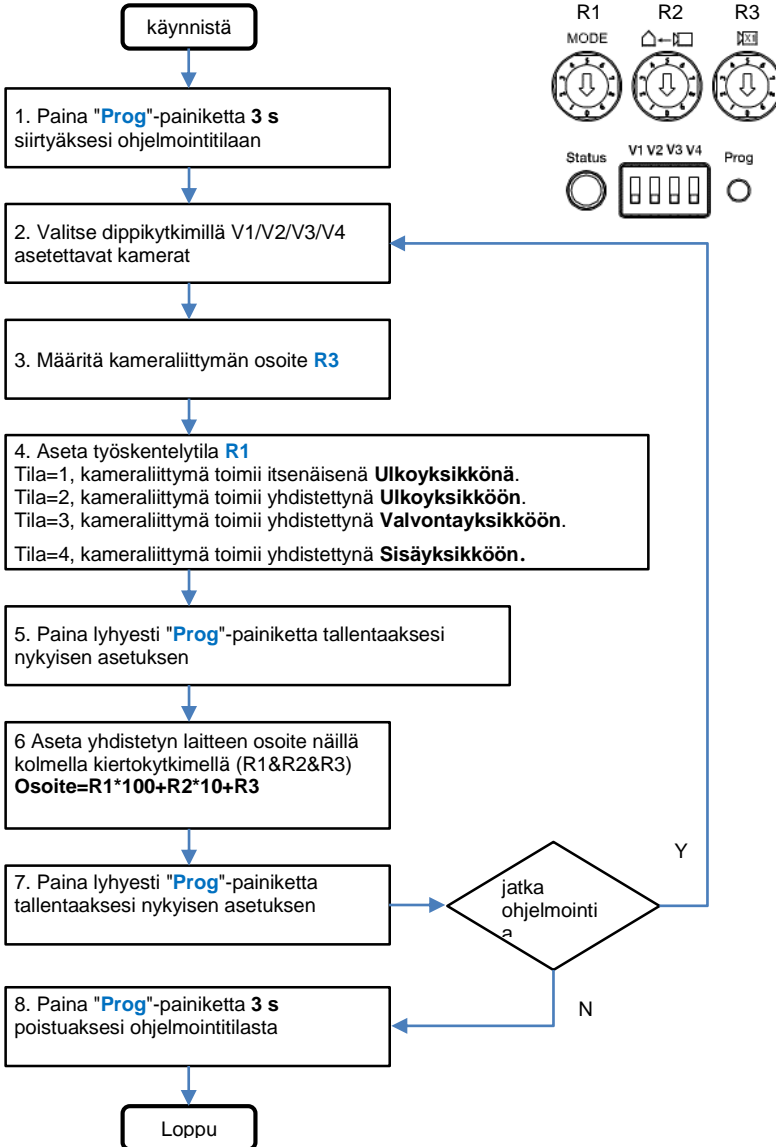 käynnistä
R1 R2 R3
MODE
X1
Status V1 V2 V3 V4 Prog
1. Paina "Prog"-painiketta 3 s
siirtyäksesi ohjelmointitilaan
2. Valitse dippikytkimillä V1/V2/V3/V4
asetettavat kamerat
3. Määritä kameraliittymän osoite R3
4. Aseta työskentelytila R1
Tila=1, kameraliittymä toimii itsenäisenä Ulkoyksikkönä.
Tila=2, kameraliittymä toimii yhdistettynä Ulkoyksikköön.
Tila=3, kameraliittymä toimii yhdistettynä Valvontayksikköön.
Tila=4, kameraliittymä toimii yhdistettynä Sisäyksikköön.
5. Paina lyhyesti "Prog"-painiketta tallentaaksesi
nykyisen asetuksen
6 Aseta yhdistetyn laitteen osoite näillä
kolmella kiertokytkimellä (R1&R2&R3)
Osoite=R1*100+R2*10+R3
7. Paina lyhyesti "Prog"-painiketta
tallentaaksesi nykyisen asetuksen
jatka
ohjelmointi
a
Y
N
8. Paina "Prog"-painiketta 3 s
poistuaksesi ohjelmointitilasta
Loppu